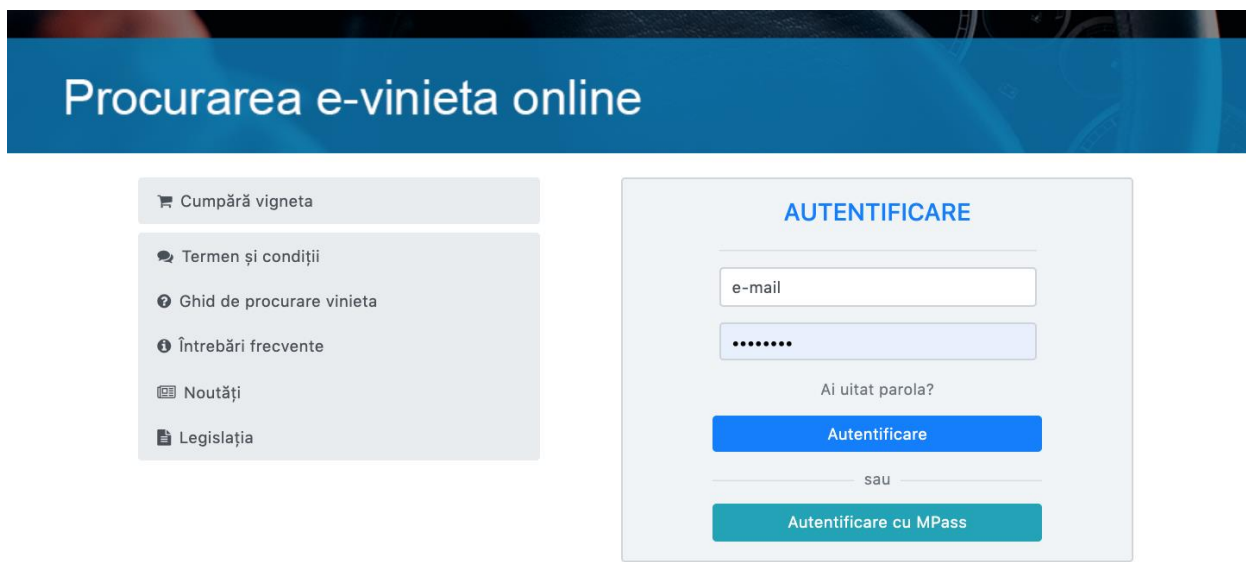 Procurarea e-vinieta online
Cumpără vigneta
Termen și condiții
Ghid de procurare vinieta
Întrebări frecvente
Noutăți
Legislația
AUTENTIFICARE
e-mail
••••••••
Ai uitat parola?
Autentificare
sau
Autentificare cu MPass